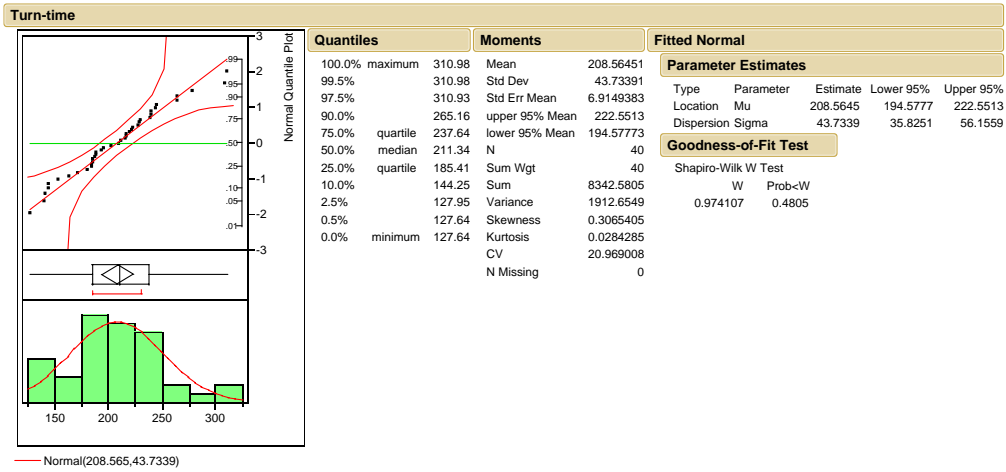 Turn-time
3
2
1
0
-1
-2
-3
.99
.95
.90
.75
.50
.25
.10
.05
.01
Normal Quantile Plot
150 200 250 300
Normal(208.565,43.7339)
Quantiles
100.0% maximum 310.98
99.5% 310.98
97.5% 310.93
90.0% 265.16
75.0% quartile 237.64
50.0% median 211.34
25.0% quartile 185.41
10.0% 144.25
2.5% 127.95
0.5% 127.64
0.0% minimum 127.64
Moments
Mean 208.56451
Std Dev 43.73391
Std Err Mean 6.9149383
upper 95% Mean 222.5513
lower 95% Mean 194.57773
N 40
Sum Wgt 40
Sum 8342.5805
Variance 1912.6549
Skewness 0.3065405
Kurtosis 0.0284285
CV 20.969008
N Missing 0
Fitted Normal
Parameter Estimates
Type Parameter Estimate Lower 95% Upper 95%
Location Mu 208.5645 194.5777 222.5513
Dispersion Sigma 43.7339 35.8251 56.1559
Goodness-of-Fit Test
Shapiro-Wilk W Test
W Prob<W
0.974107 0.4805